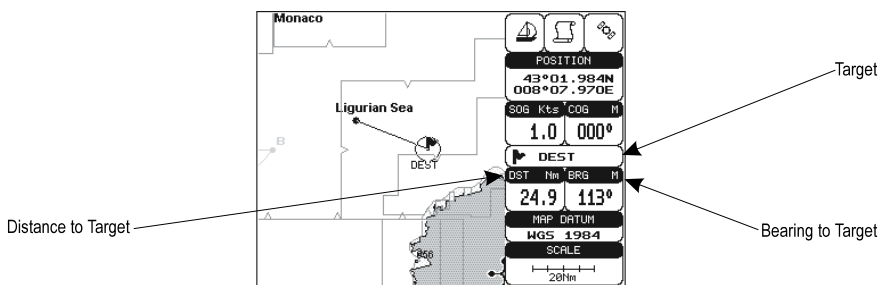 Monaco
Ligurian Sea
B
DEST
856
POSITION
43°01.984N
008°07.970E
SOG Kts COG M
1.0 000°
DEST
DST Nm BRG M
24.9 113°
MAP DATUM
WGS 1984
SCALE
20Nm
Target
Distance to Target
Bearing to Target